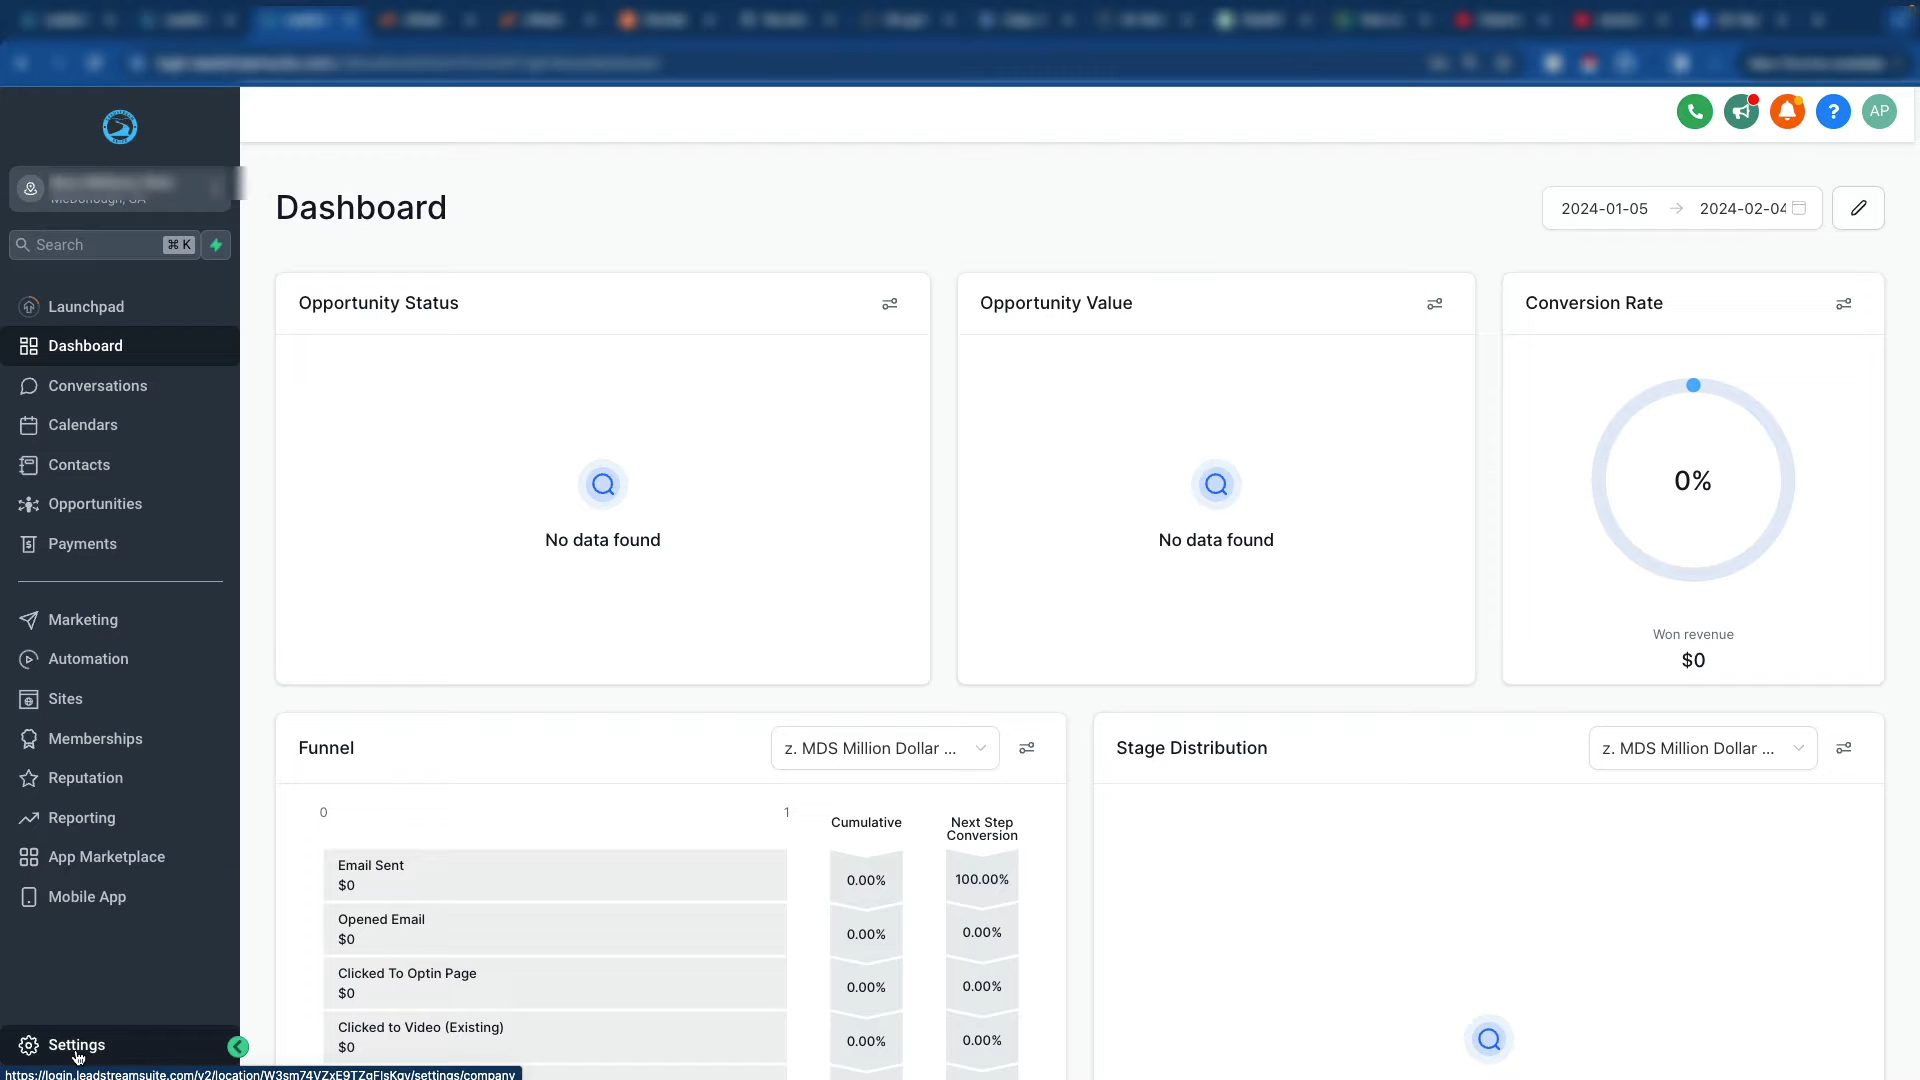 AP
McDonough, GA
Search
⌘ K
Launchpad
Dashboard
Conversations
Calendars
Contacts
Opportunities
Payments
Marketing
Automation
Sites
Memberships
Reputation
Reporting
App Marketplace
Mobile App
Settings
https://login.leadstreamsuite.com/v2/location/W3sm74VZxE9TZqFlsKgv/settings/company
Dashboard
2024-01-05 → 2024-02-04
Opportunity Status
No data found
Opportunity Value
No data found
Conversion Rate
0%
Won revenue
$0
Funnel
z. MDS Million Dollar ...
0 1
Cumulative
Next Step
Conversion
Email Sent
$0
0.00%
100.00%
Opened Email
$0
0.00%
0.00%
Clicked To Optin Page
$0
0.00%
0.00%
Clicked to Video (Existing)
$0
0.00%
0.00%
Stage Distribution
z. MDS Million Dollar ...